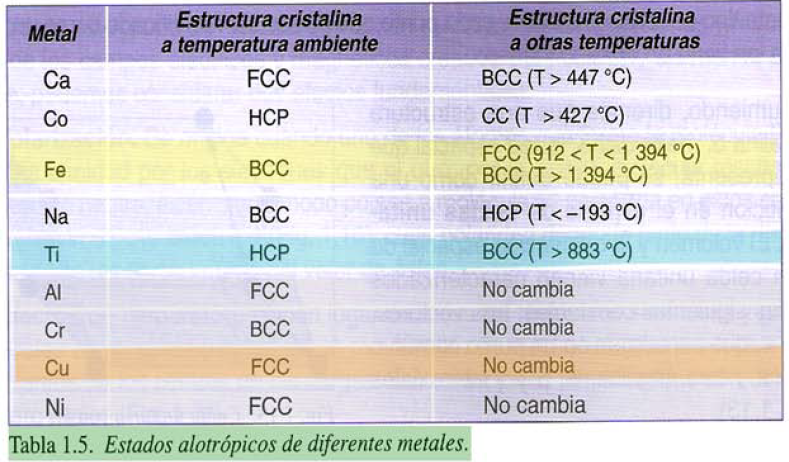 Metal Estructura cristalina a temperatura ambiente Estructura cristalina a otras temperaturas
Ca FCC BCC (T > 447 °C)
Co HCP CC (T > 427 °C)
Fe BCC FCC (912 < T < 1 394 °C)
BCC (T > 1 394 °C)
Na BCC HCP (T < –193 °C)
Ti HCP BCC (T > 883 °C)
Al FCC No cambia
Cr BCC No cambia
Cu FCC No cambia
Ni FCC No cambia
Tabla 1.5. Estados alotrópicos de diferentes metales.